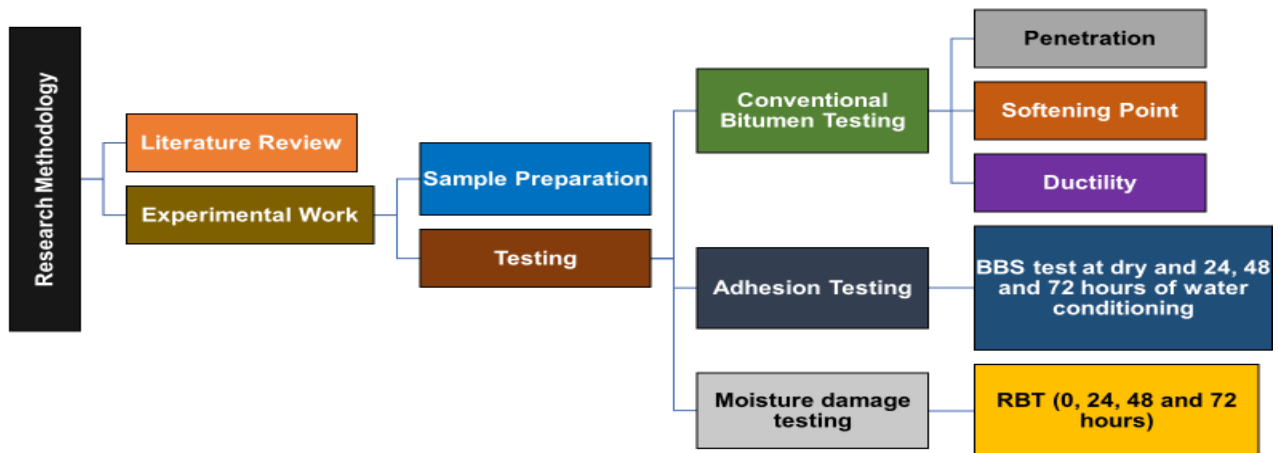 Research Methodology
Literature Review
Experimental Work
Sample Preparation
Testing
Conventional
Bitumen Testing
Penetration
Softening Point
Ductility
Adhesion Testing
BBS test at dry and 24, 48
and 72 hours of water
conditioning
Moisture damage
testing
RBT (0, 24, 48 and 72
hours)